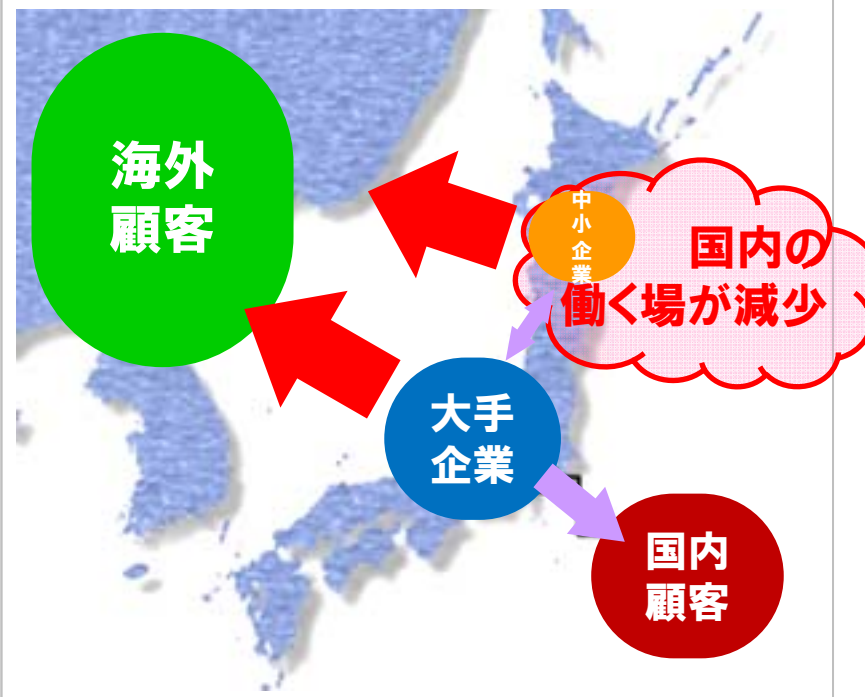 海外
顧客
中小企業
国内の
働く場が減少
大手
企業
国内
顧客